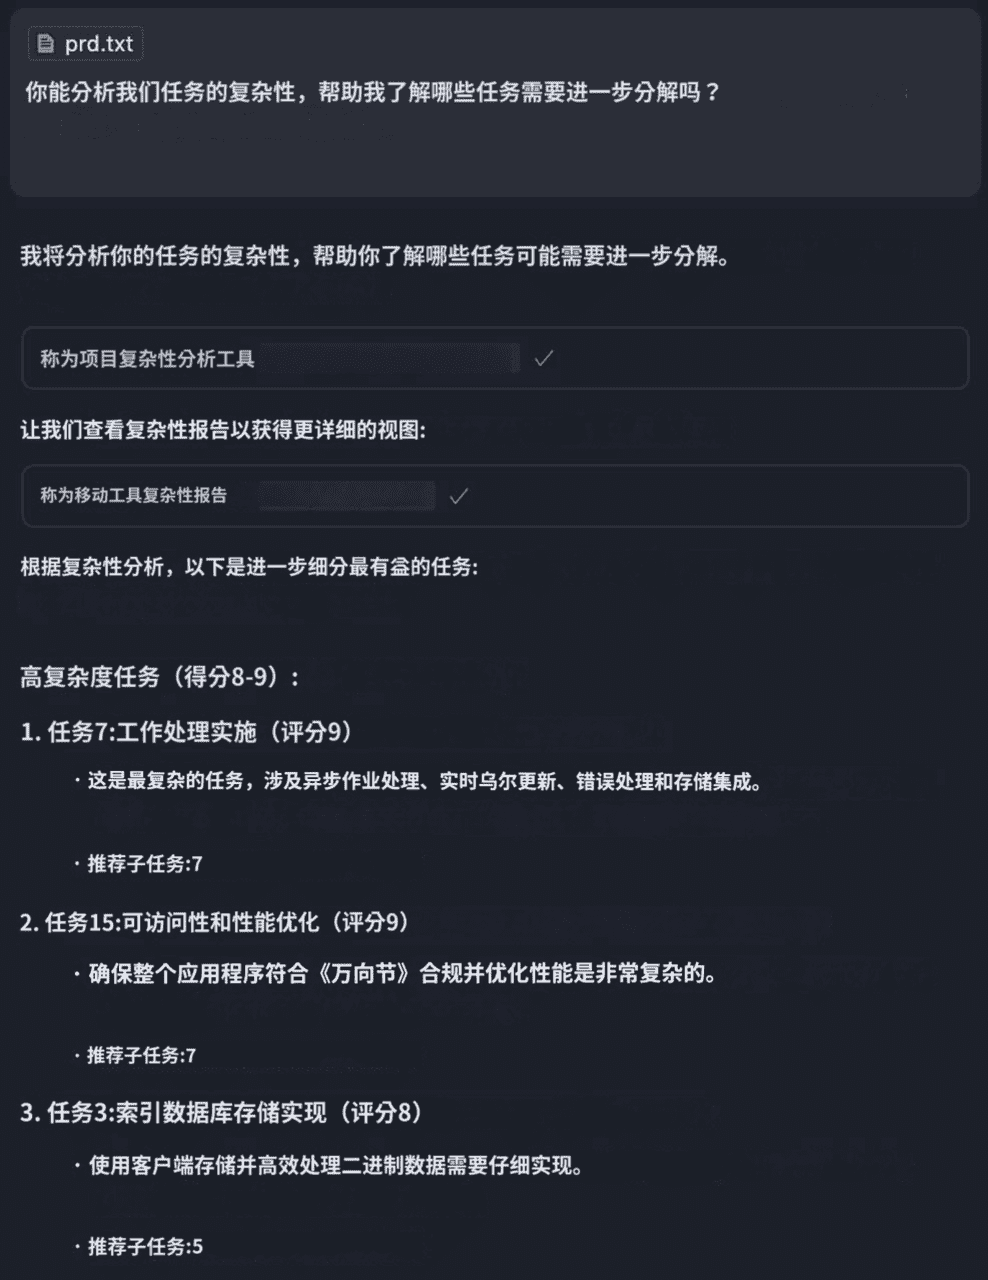 prd.txt
你能分析我们任务的复杂性，帮助我了解哪些任务需要进一步分解吗？
我将分析你的任务的复杂性，帮助你了解哪些任务可能需要进一步分解。
称为项目复杂性分析工具
让我们查看复杂性报告以获得更详细的视图:
称为移动工具复杂性报告
根据复杂性分析，以下是进一步细分最有益的任务:
高复杂度任务（得分8-9）:
1. 任务7:工作处理实施（评分9）
· 这是最复杂的任务，涉及异步作业处理、实时乌尔更新、错误处理和存储集成。
· 推荐子任务:7
2. 任务15:可访问性和性能优化（评分9）
· 确保整个应用程序符合《万向节》合规并优化性能是非常复杂的。
· 推荐子任务:7
3. 任务3:索引数据库存储实现（评分8）
· 使用客户端存储并高效处理二进制数据需要仔细实现。
· 推荐子任务:5